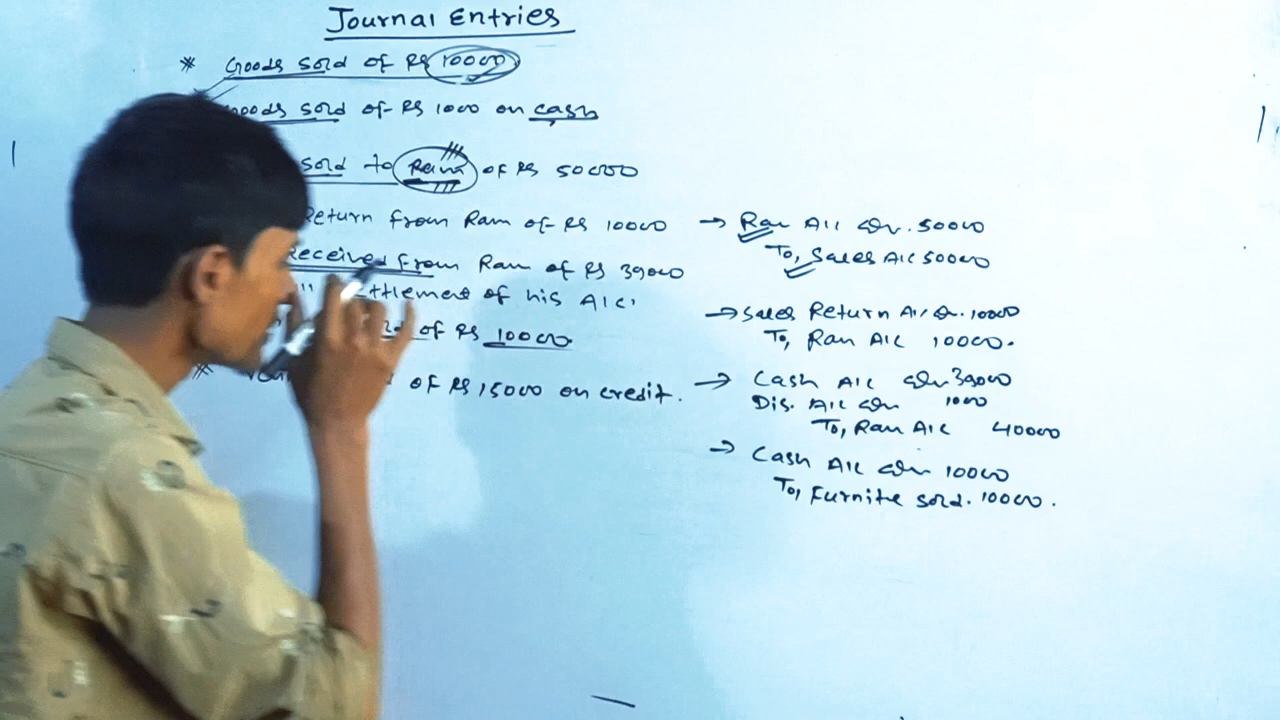 Journal Entries
* Goods sold of Rs 10000
Goods sold of Rs 1000 on cash
sold to Ram of Rs 50000
Return from Ram of Rs 10000
Received from Ram of Rs 39000
ttlement of his A/c.
of Rs 10000.
* of Rs 15000 on credit.
→ Ram A/c Dr. 50000
To, Sales A/c 50000
→ Sales Return A/c Dr. 10000
To, Ram A/c 10000.
→ Cash A/c Dr 39000
Dis. A/c Dr 1000
To, Ram A/c 40000
→ Cash A/c Dr 10000
To, Furnite sold. 10000.